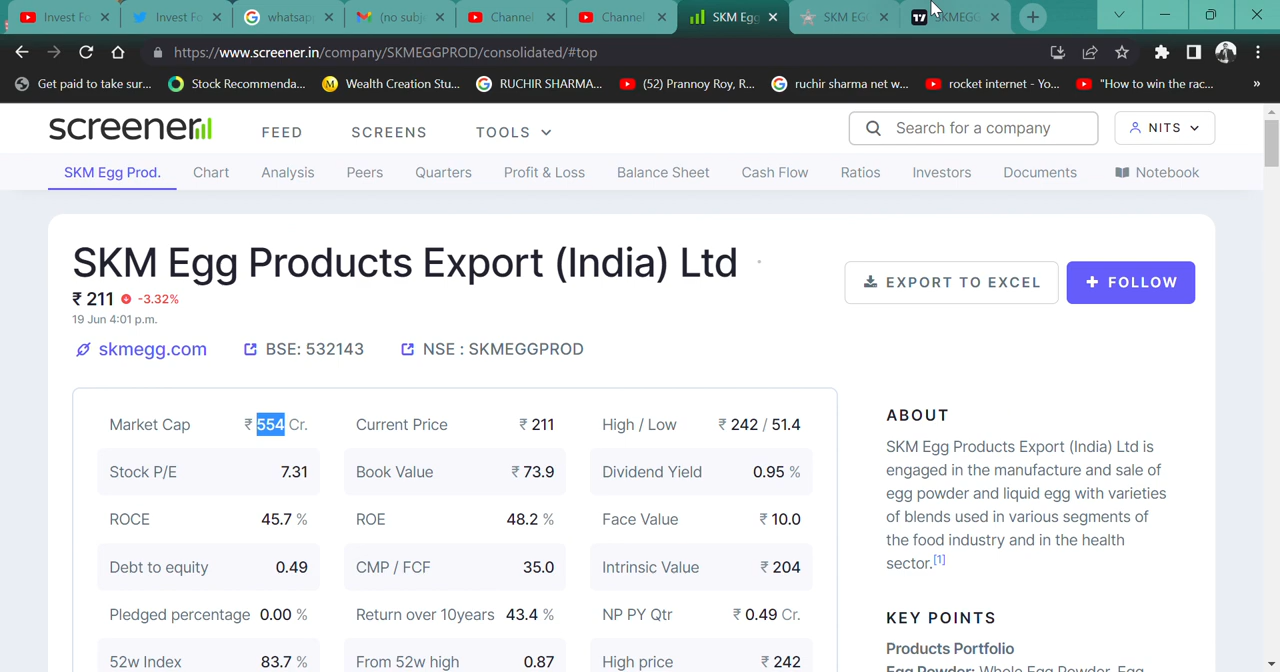 Invest Fo
Invest Fo
whatsap
(no subj
Channel
Channel
SKM Egg
SKM EG
SKMEGG
https://www.screener.in/company/SKMEGGPROD/consolidated/#top
Get paid to take sur...
Stock Recommenda...
Wealth Creation Stu...
RUCHIR SHARMA...
(52) Prannoy Roy, R...
ruchir sharma net w...
rocket internet - Yo...
"How to win the rac...
»
screener
FEED
SCREENS
TOOLS
Search for a company
NITS
SKM Egg Prod.
Chart
Analysis
Peers
Quarters
Profit & Loss
Balance Sheet
Cash Flow
Ratios
Investors
Documents
Notebook
SKM Egg Products Export (India) Ltd
₹ 211 -3.32%
19 Jun 4:01 p.m.
EXPORT TO EXCEL
+ FOLLOW
skmegg.com
BSE: 532143
NSE : SKMEGGPROD
Market Cap ₹ 554 Cr.
Current Price ₹ 211
High / Low ₹ 242 / 51.4
Stock P/E 7.31
Book Value ₹ 73.9
Dividend Yield 0.95 %
ROCE 45.7 %
ROE 48.2 %
Face Value ₹ 10.0
Debt to equity 0.49
CMP / FCF 35.0
Intrinsic Value ₹ 204
Pledged percentage 0.00 %
Return over 10years 43.4 %
NP PY Qtr ₹ 0.49 Cr.
52w Index 83.7 %
From 52w high 0.87
High price ₹ 242
ABOUT
SKM Egg Products Export (India) Ltd is
engaged in the manufacture and sale of
egg powder and liquid egg with varieties
of blends used in various segments of
the food industry and in the health
sector.[1]
KEY POINTS
Products Portfolio
Egg Powder: Whole Egg Powder, Egg